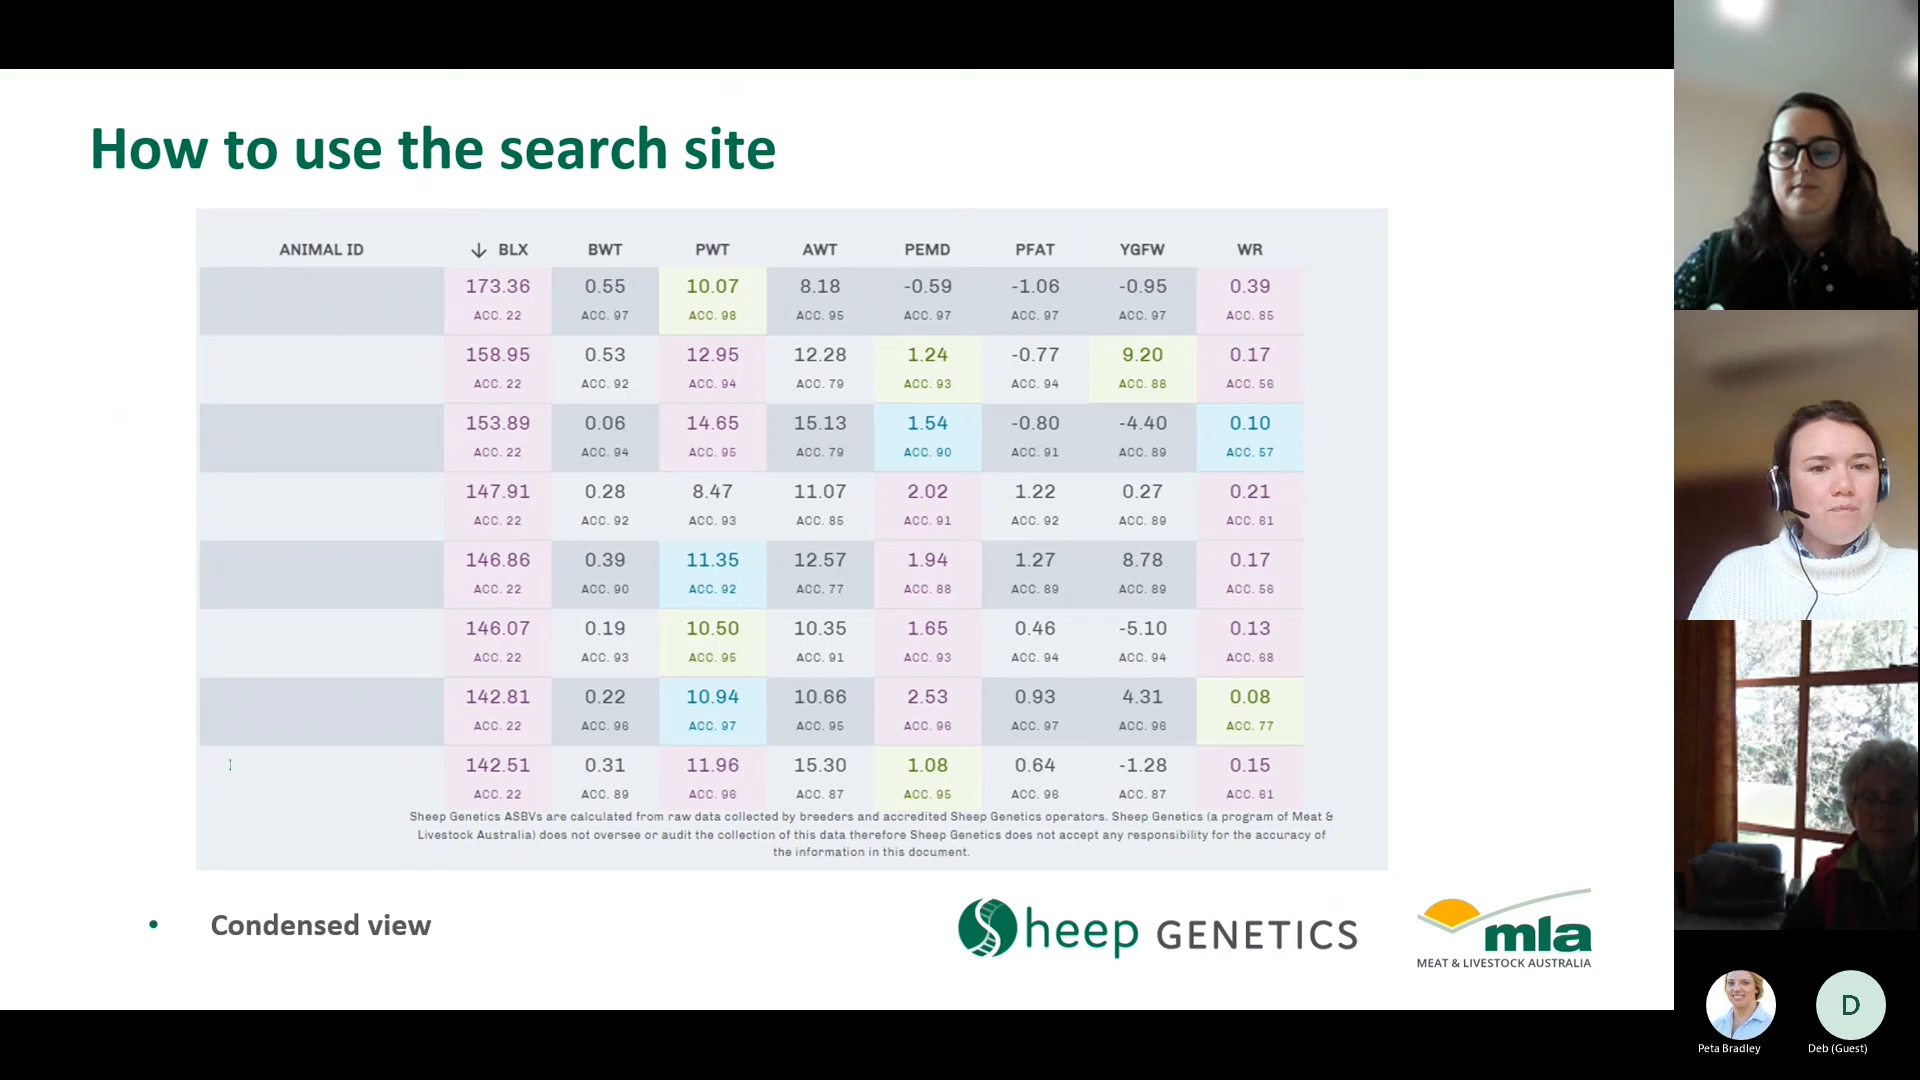 How to use the search site
ANIMAL ID ↓ BLX BWT PWT AWT PEMD PFAT YGFW WR
173.36 0.55 10.07 8.18 -0.59 -1.06 -0.95 0.39
ACC. 22 ACC. 97 ACC. 98 ACC. 95 ACC. 97 ACC. 97 ACC. 97 ACC. 85
158.95 0.53 12.95 12.28 1.24 -0.77 9.20 0.17
ACC. 22 ACC. 92 ACC. 94 ACC. 79 ACC. 93 ACC. 94 ACC. 88 ACC. 56
153.89 0.06 14.65 15.13 1.54 -0.80 -4.40 0.10
ACC. 22 ACC. 94 ACC. 95 ACC. 79 ACC. 90 ACC. 91 ACC. 89 ACC. 57
147.91 0.28 8.47 11.07 2.02 1.22 0.27 0.21
ACC. 22 ACC. 92 ACC. 93 ACC. 85 ACC. 91 ACC. 92 ACC. 89 ACC. 61
146.86 0.39 11.35 12.57 1.94 1.27 8.78 0.17
ACC. 22 ACC. 90 ACC. 92 ACC. 77 ACC. 88 ACC. 89 ACC. 89 ACC. 56
146.07 0.19 10.50 10.35 1.65 0.46 -5.10 0.13
ACC. 22 ACC. 93 ACC. 95 ACC. 91 ACC. 93 ACC. 94 ACC. 94 ACC. 68
142.81 0.22 10.94 10.66 2.53 0.93 4.31 0.08
ACC. 22 ACC. 96 ACC. 97 ACC. 95 ACC. 96 ACC. 97 ACC. 96 ACC. 77
142.51 0.31 11.96 15.30 1.08 0.64 -1.28 0.15
ACC. 22 ACC. 89 ACC. 96 ACC. 87 ACC. 95 ACC. 96 ACC. 87 ACC. 61
Sheep Genetics ASBVs are calculated from raw data collected by breeders and accredited Sheep Genetics operators. Sheep Genetics (a program of Meat &
Livestock Australia) does not oversee or audit the collection of this data therefore Sheep Genetics does not accept any responsibility for the accuracy of
the information in this document.
• Condensed view
Sheep GENETICS
mla
MEAT & LIVESTOCK AUSTRALIA
D
Peta Bradley
Deb (Guest)